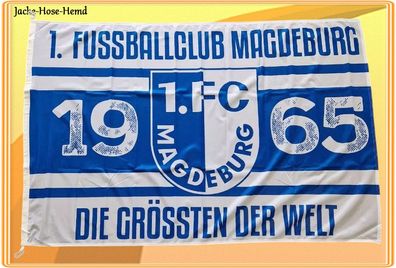 Jacke-Hose-Hemd
1. FUSSBALLCLUB MAGDEBURG
19 1.FC 65
MAGDEBURG
DIE GRÖSSTEN DER WELT